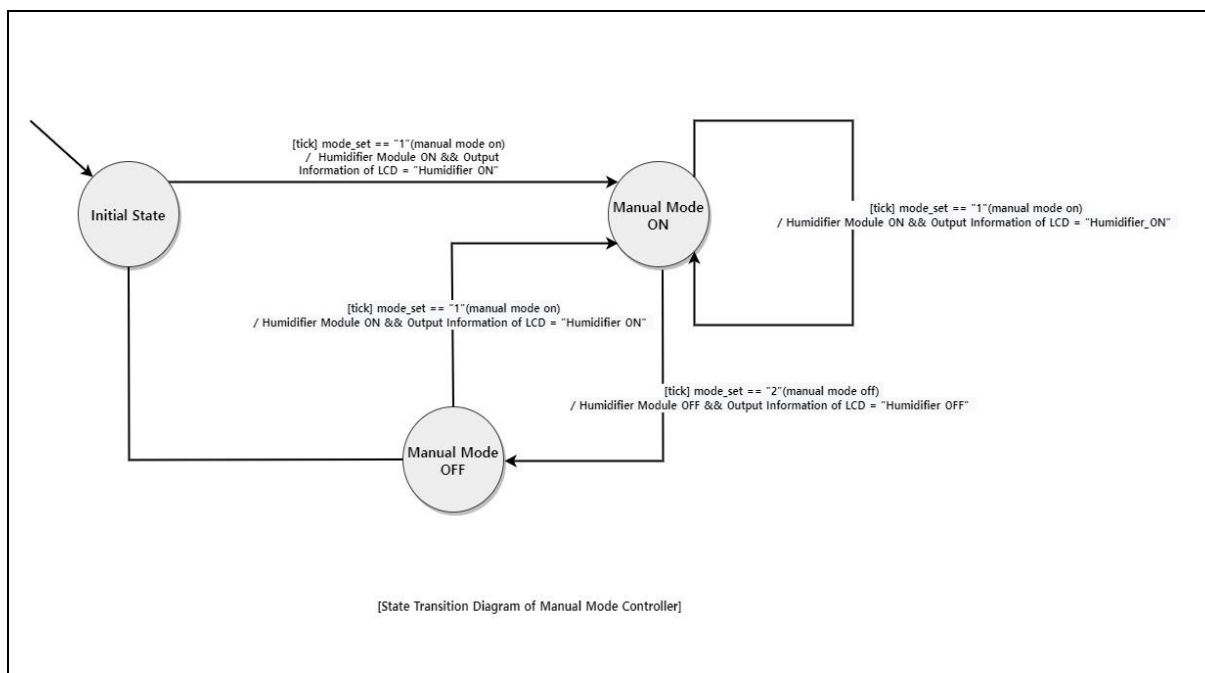 [tick] mode_set == "1"(manual mode on)
/ Humidifier Module ON && Output
Information of LCD = "Humidifier ON"
Initial State
Manual Mode
ON
[tick] mode_set == "1"(manual mode on)
/ Humidifier Module ON && Output Information of LCD = "Humidifier_ON"
[tick] mode_set == "1"(manual mode on)
/ Humidifier Module ON && Output Information of LCD = "Humidifier ON"
[tick] mode_set == "2"(manual mode off)
/ Humidifier Module OFF && Output Information of LCD = "Humidifier OFF"
Manual Mode
OFF
[State Transition Diagram of Manual Mode Controller]